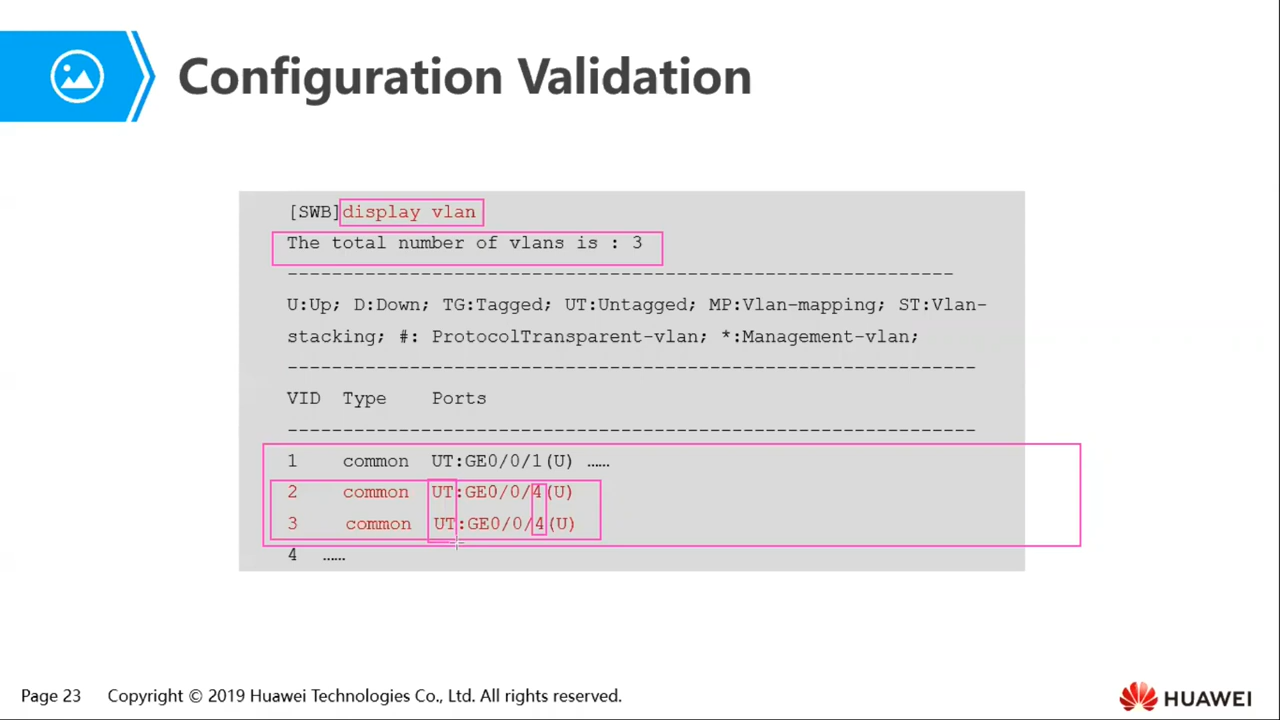 Configuration Validation
[SWB]display vlan
The total number of vlans is : 3
------------------------------------------------------------
U:Up; D:Down; TG:Tagged; UT:Untagged; MP:Vlan-mapping; ST:Vlan-
stacking; #: ProtocolTransparent-vlan; *:Management-vlan;
--------------------------------------------------------------
VID Type Ports
--------------------------------------------------------------
1 common UT:GE0/0/1(U) ……
2 common UT:GE0/0/4(U)
3 common UT:GE0/0/4(U)
4 ……
Page 23 Copyright © 2019 Huawei Technologies Co., Ltd. All rights reserved.
HUAWEI